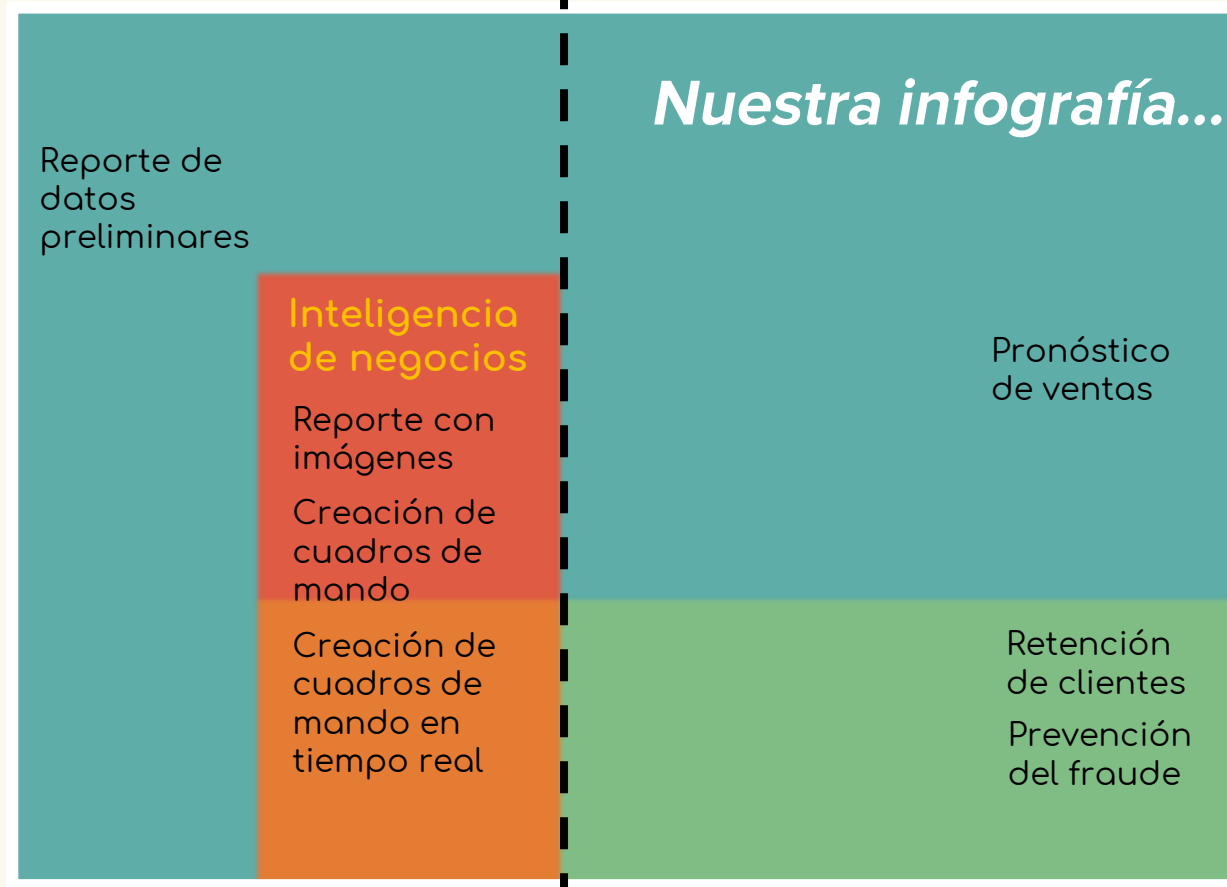 Nuestra infografía...
Reporte de
datos
preliminares
Inteligencia
de negocios
Reporte con
imágenes
Creación de
cuadros de
mando
Creación de
cuadros de
mando en
tiempo real
Pronóstico
de ventas
Retención
de clientes
Prevención
del fraude